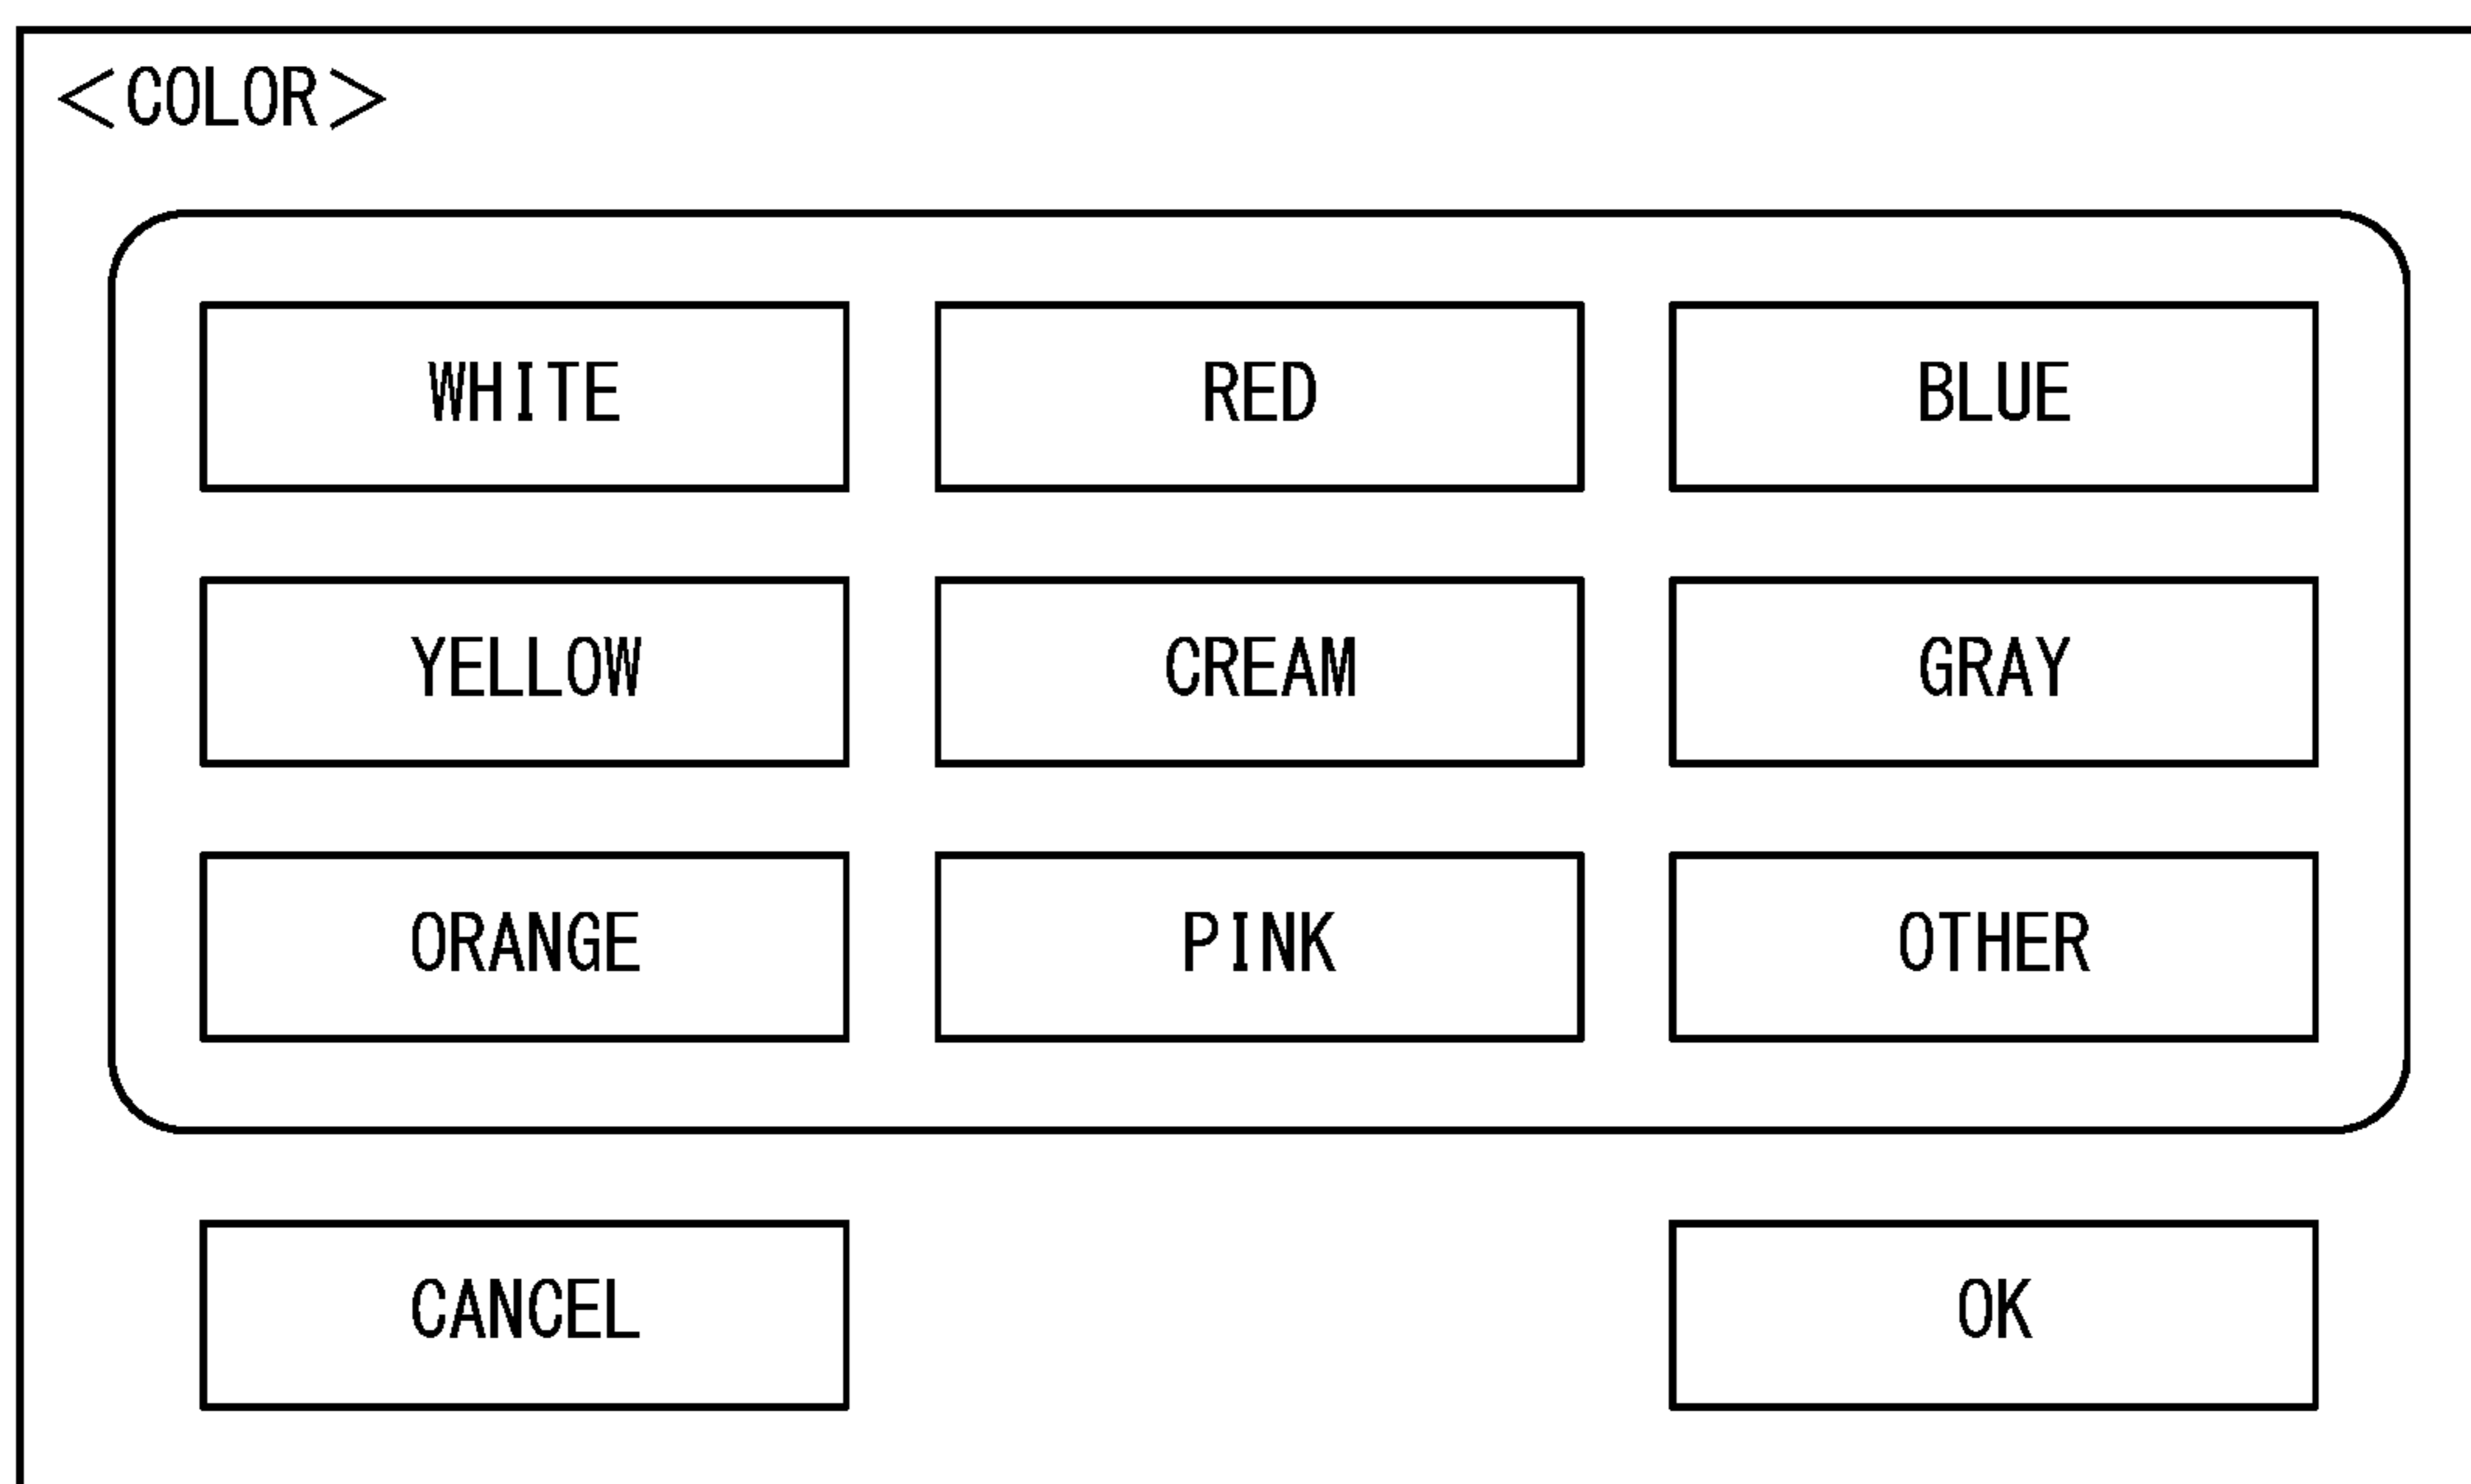 <COLOR>
WHITE RED BLUE
YELLOW CREAM GRAY
ORANGE PINK OTHER
CANCEL OK